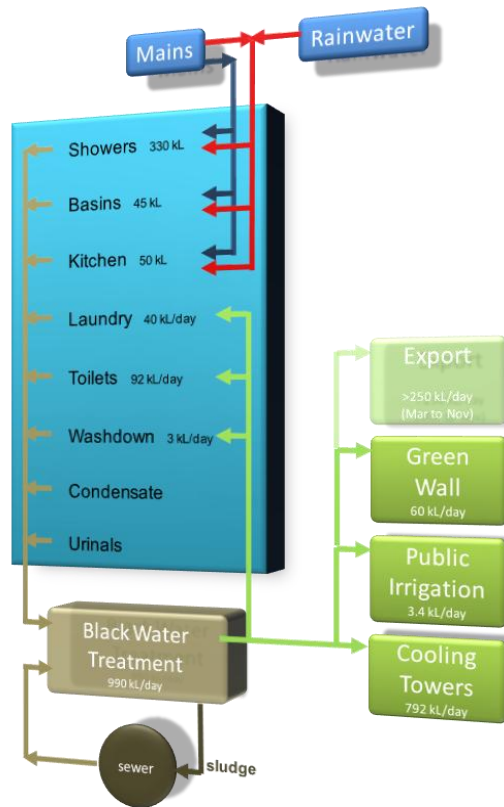 Mains
Rainwater
Showers 330 kL
Basins 45 kL
Kitchen 50 kL
Laundry 40 kL/day
Toilets 92 kL/day
Washdown 3 kL/day
Condensate
Urinals
Export
>250 kL/day
(Mar to Nov)
Green
Wall
60 kL/day
Public
Irrigation
3.4 kL/day
Cooling
Towers
792 kL/day
Black Water
Treatment
990 kL/day
sewer
sludge